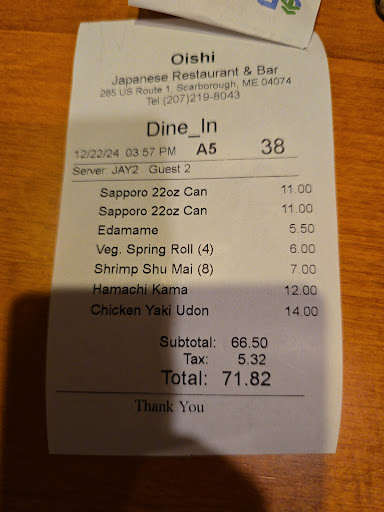 Oishi
Japanese Restaurant & Bar
285 US Route 1, Scarborough, ME 04074
Tel (207)219-8043
Dine_In
12/22/24 03:57 PM A5 38
Server: JAY2 Guest 2
Sapporo 22oz Can 11.00
Sapporo 22oz Can 11.00
Edamame 5.50
Veg. Spring Roll (4) 6.00
Shrimp Shu Mai (8) 7.00
Hamachi Kama 12.00
Chicken Yaki Udon 14.00
Subtotal: 66.50
Tax: 5.32
Total: 71.82
Thank You